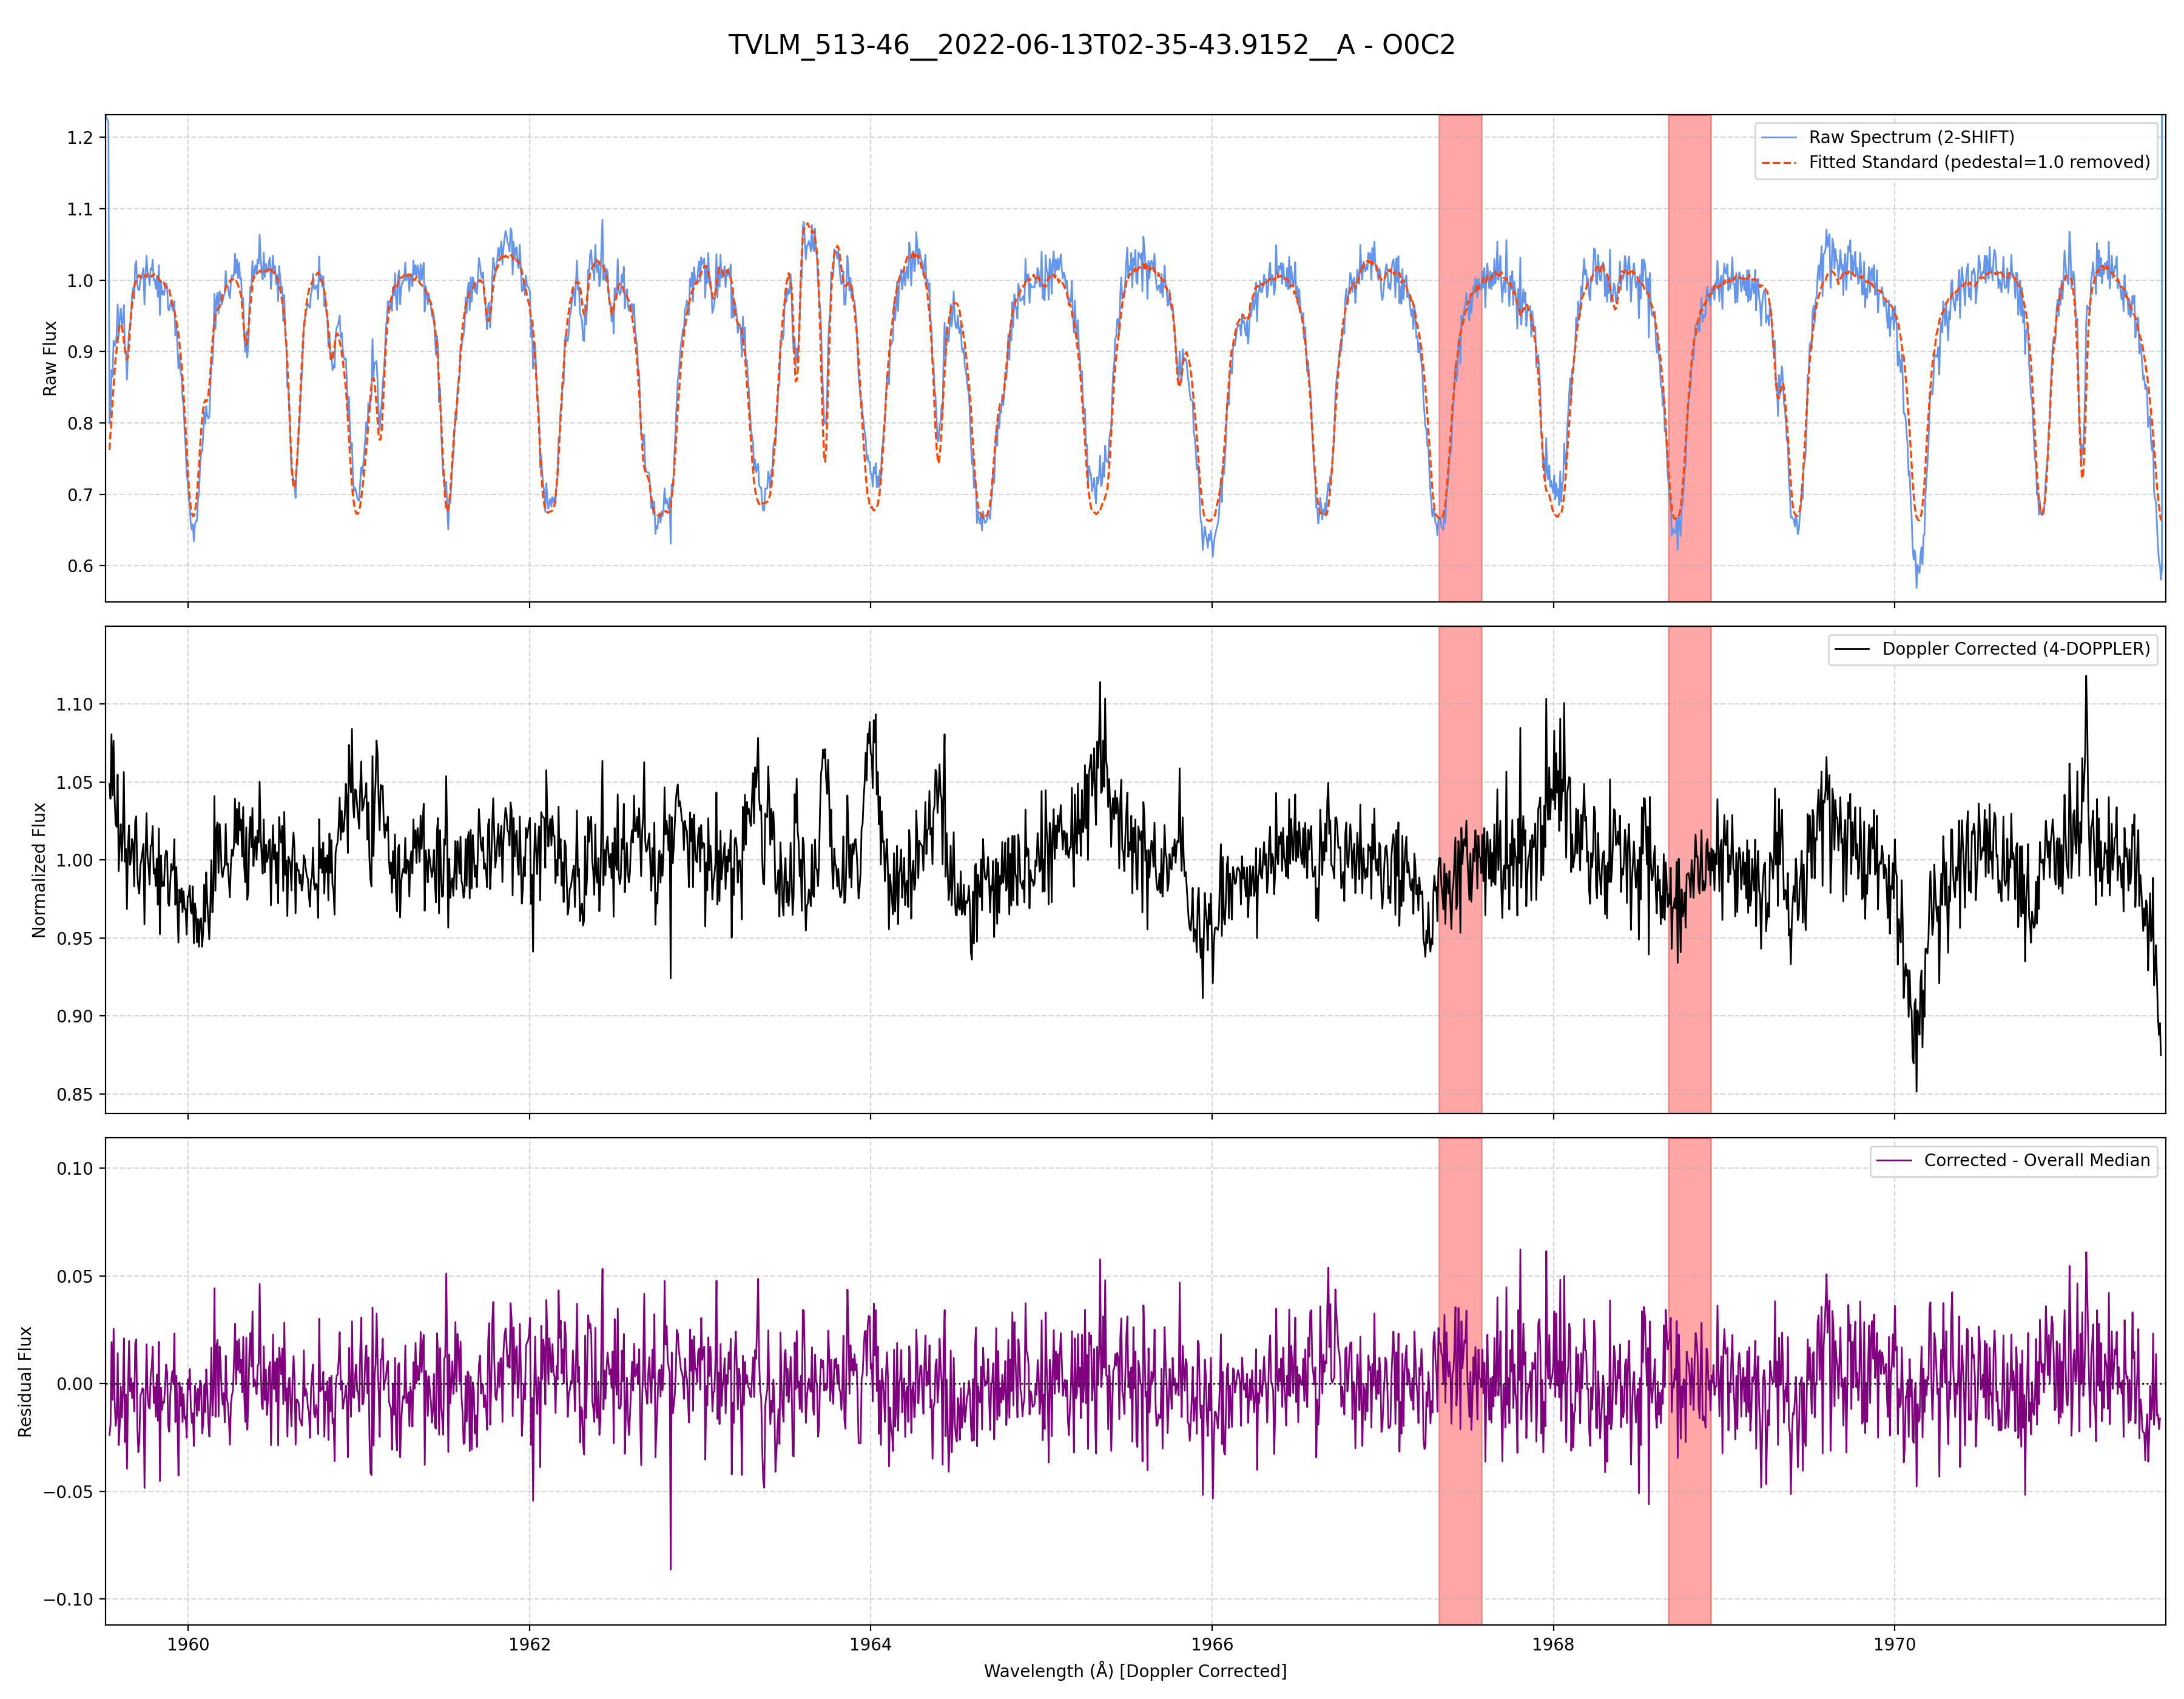 TVLM_513-46__2022-06-13T02-35-43.9152__A - O0C2
Raw Spectrum (2-SHIFT)
Fitted Standard (pedestal=1.0 removed)
Raw Flux
1.2
1.1
1.0
0.9
0.8
0.7
0.6
Doppler Corrected (4-DOPPLER)
Normalized Flux
1.10
1.05
1.00
0.95
0.90
0.85
Corrected - Overall Median
Residual Flux
0.10
0.05
0.00
−0.05
−0.10
1960 1962 1964 1966 1968 1970
Wavelength (Å) [Doppler Corrected]